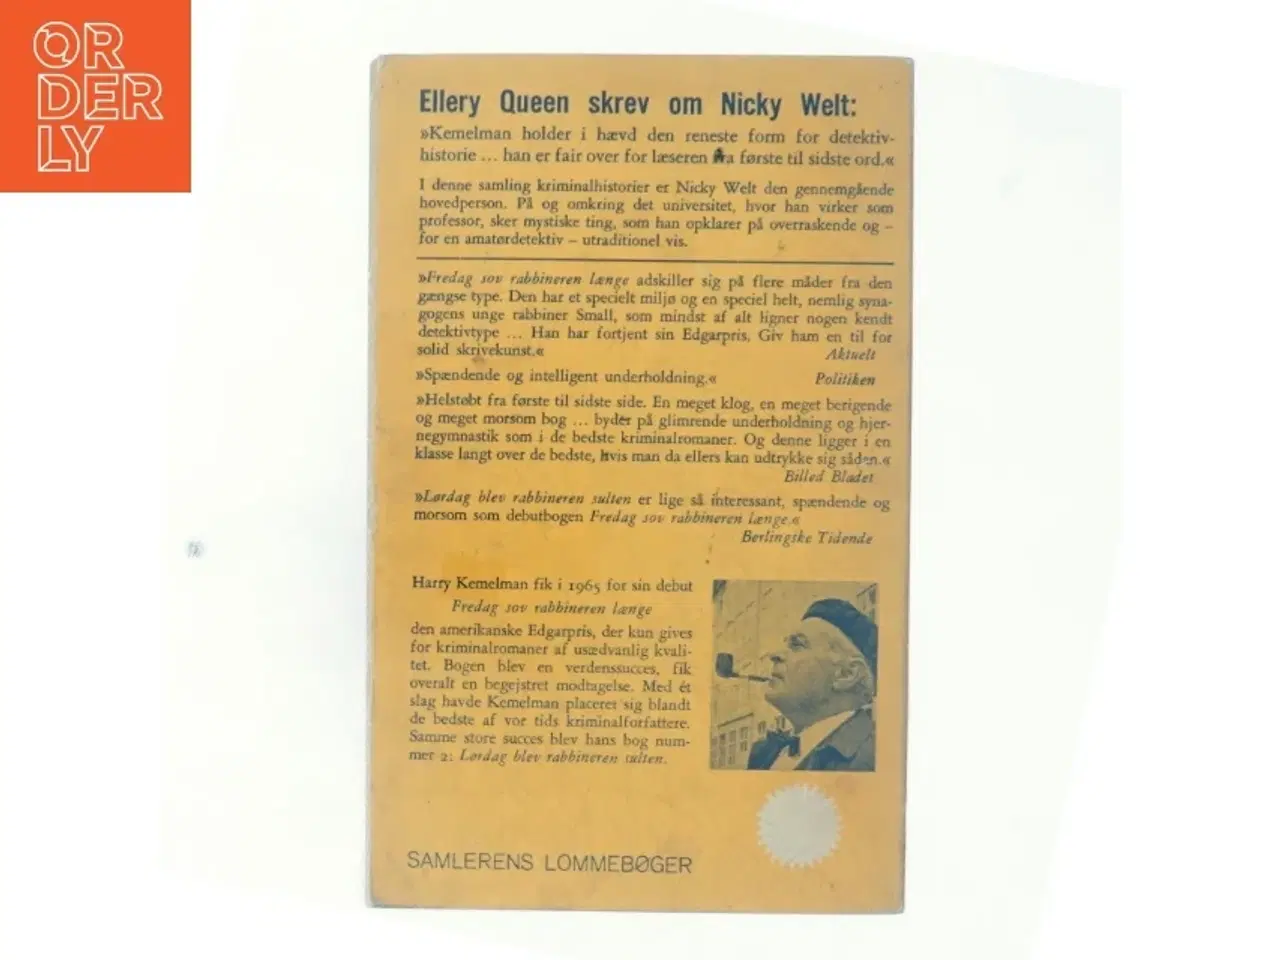 OR
DER
LY
Ellery Queen skrev om Nicky Welt:
»Kemelman holder i hævd den reneste form for detektiv-
historie ... han er fair over for læseren fra første til sidste ord.«
I denne samling kriminalhistorier er Nicky Welt den gennemgående
hovedperson. På og omkring det universitet, hvor han virker som
professor, sker mystiske ting, som han opklarer på overraskende og –
for en amatørdetektiv – utraditionel vis.
»Fredag sov rabbineren længe adskiller sig på flere måder fra den
gængse type. Den har et specielt miljø og en speciel helt, nemlig syna-
gogens unge rabbiner Small, som mindst af alt ligner nogen kendt
detektivtype ... Han har fortjent sin Edgarpris. Giv ham en til for
solid skrivekunst.« Aktuelt
»Spændende og intelligent underholdning.« Politiken
»Helstøbt fra første til sidste side. En meget klog, en meget berigende
og meget morsom bog ... byder på glimrende underholdning og hjer-
negymnastik som i de bedste kriminalromaner. Og denne ligger i en
klasse langt over de bedste, hvis man da ellers kan udtrykke sig sådan.«
Billed Bladet
»Lørdag blev rabbineren sulten er lige så interessant, spændende og
morsom som debutbogen Fredag sov rabbineren længe.«
Berlingske Tidende
Harry Kemelman fik i 1965 for sin debut
Fredag sov rabbineren længe
den amerikanske Edgarpris, der kun gives
for kriminalromaner af usædvanlig kvali-
tet. Bogen blev en verdenssucces, fik
overalt en begejstret modtagelse. Med ét
slag havde Kemelman placeret sig blandt
de bedste af vor tids kriminalforfattere.
Samme store succes blev hans bog num-
mer 2: Lørdag blev rabbineren sulten.
SAMLERENS LOMMEBØGER